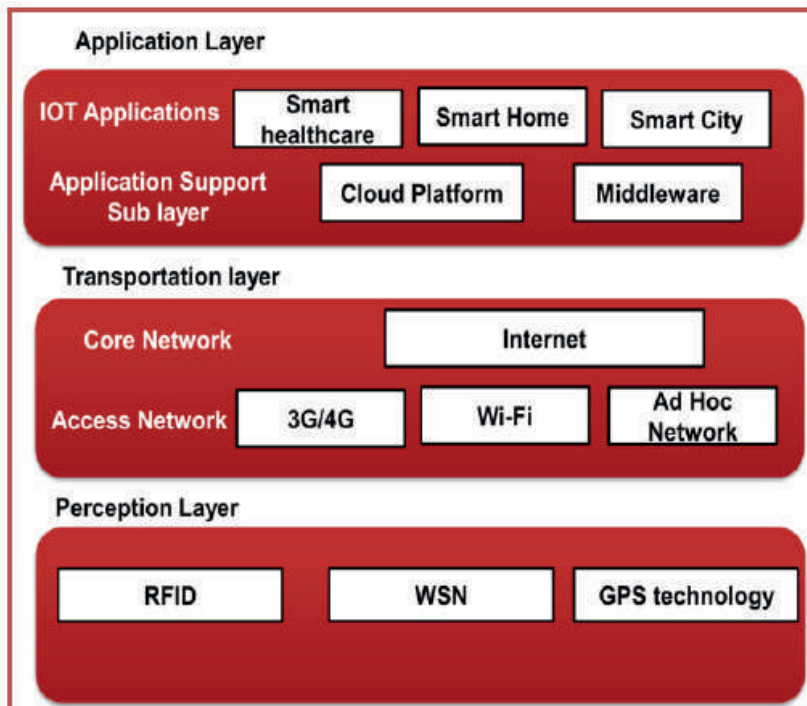 Application Layer
IOT Applications
Smart
healthcare
Smart Home
Smart City
Application Support
Sub layer
Cloud Platform
Middleware
Transportation layer
Core Network
Internet
Access Network
3G/4G
Wi-Fi
Ad Hoc
Network
Perception Layer
RFID
WSN
GPS technology